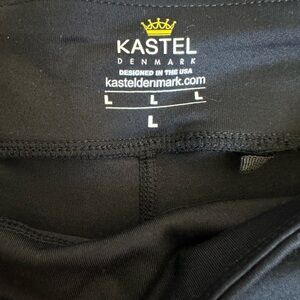 KASTEL
DENMARK
DESIGNED IN THE USA
kasteldenmark.com
L L L
L